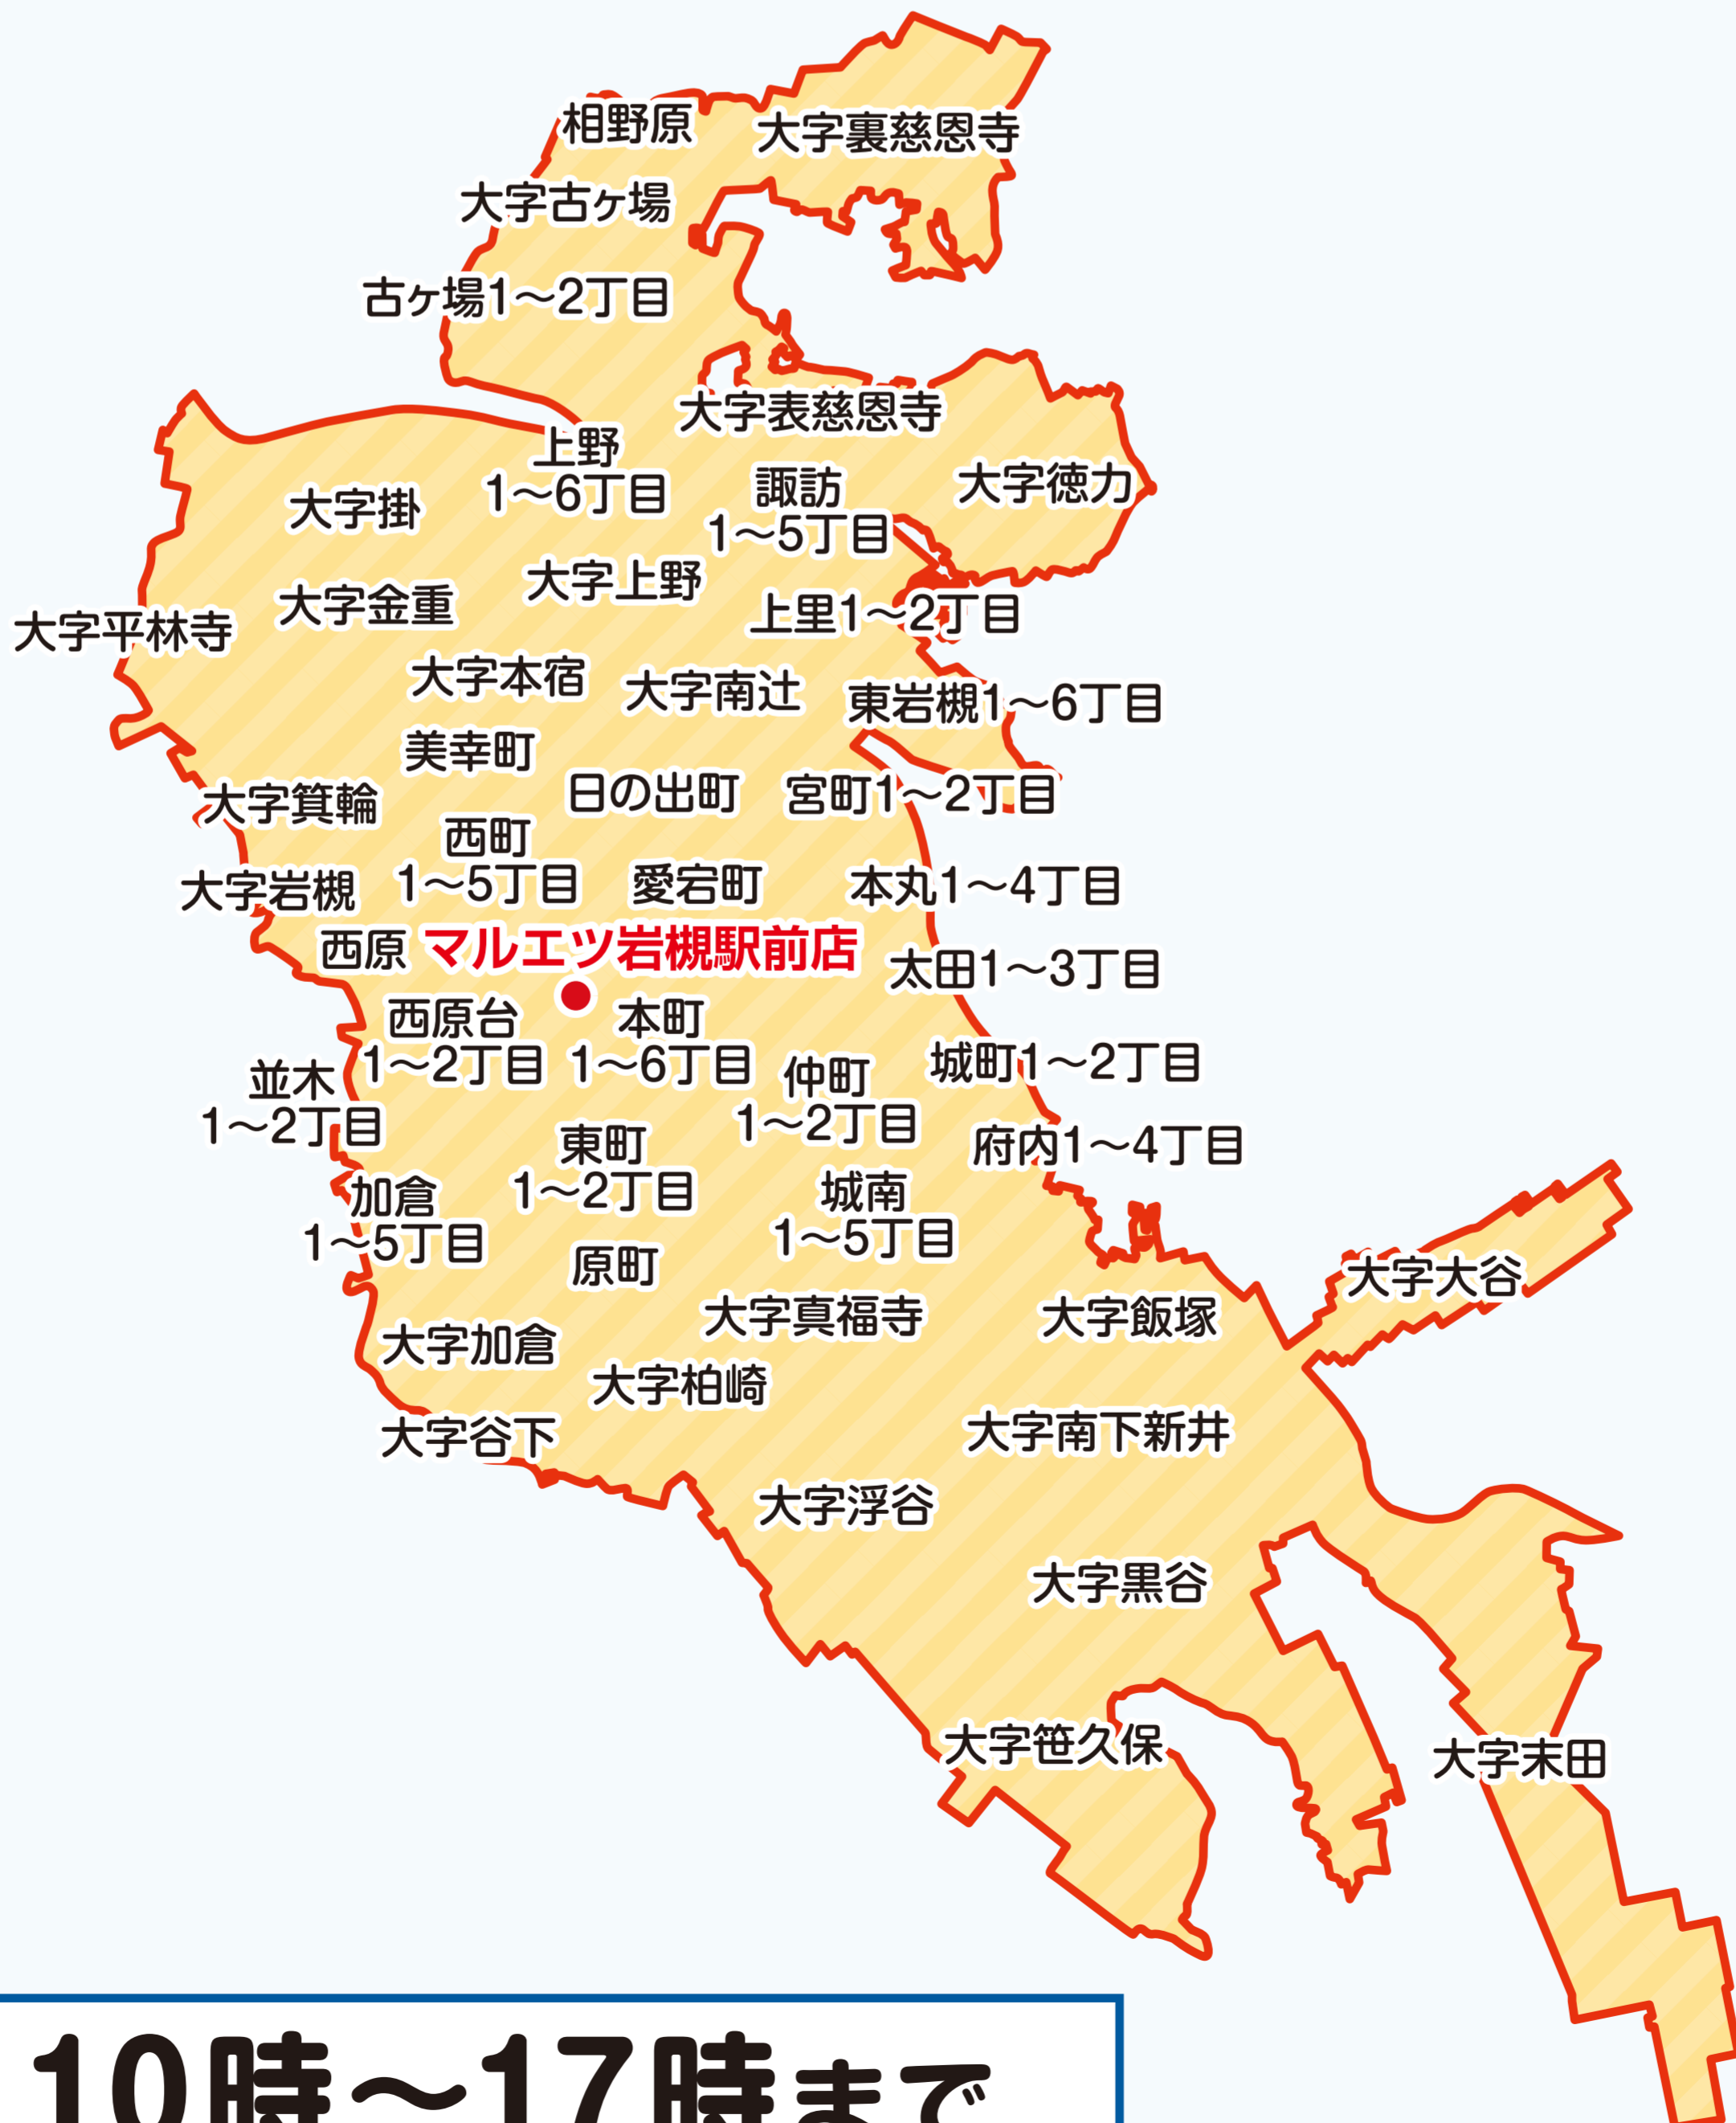 相野原
大字裏慈恩寺
大字古ヶ場
古ヶ場1～2丁目
大字表慈恩寺
上野
1～6丁目
諏訪
1～5丁目
大字徳力
大字掛
大字上野
大字金重
上里1～2丁目
大字平林寺
大字本宿
大字南辻
東岩槻1～6丁目
美幸町
日の出町
宮町1～2丁目
大字箕輪
西町
1～5丁目
愛宕町
本丸1～4丁目
大字岩槻
西原
マルエツ岩槻駅前店
太田1～3丁目
西原台
1～2丁目
本町
1～6丁目
仲町
1～2丁目
城町1～2丁目
並木
1～2丁目
東町
1～2丁目
府内1～4丁目
加倉
1～5丁目
城南
1～5丁目
原町
大字大谷
大字真福寺
大字飯塚
大字加倉
大字柏崎
大字谷下
大字南下新井
大字浮谷
大字黒谷
大字笹久保
大字末田
10時～17時まで